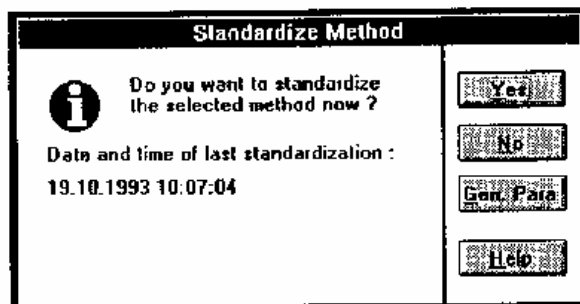 Standardize Method
Do you want to standardize
the selected method now ?
Date and time of last standardization :
19.10.1993 10:07:04
Yes
No
Gen. Para
Help